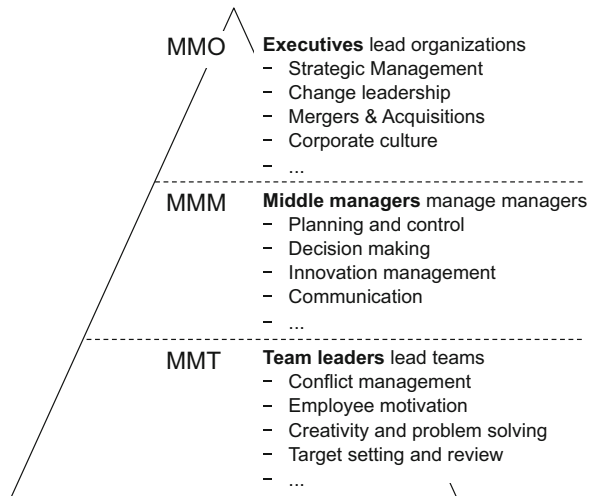 MMO Executives lead organizations
– Strategic Management
– Change leadership
– Mergers & Acquisitions
– Corporate culture
– ...
MMM Middle managers manage managers
– Planning and control
– Decision making
– Innovation management
– Communication
– ...
MMT Team leaders lead teams
– Conflict management
– Employee motivation
– Creativity and problem solving
– Target setting and review
– ...